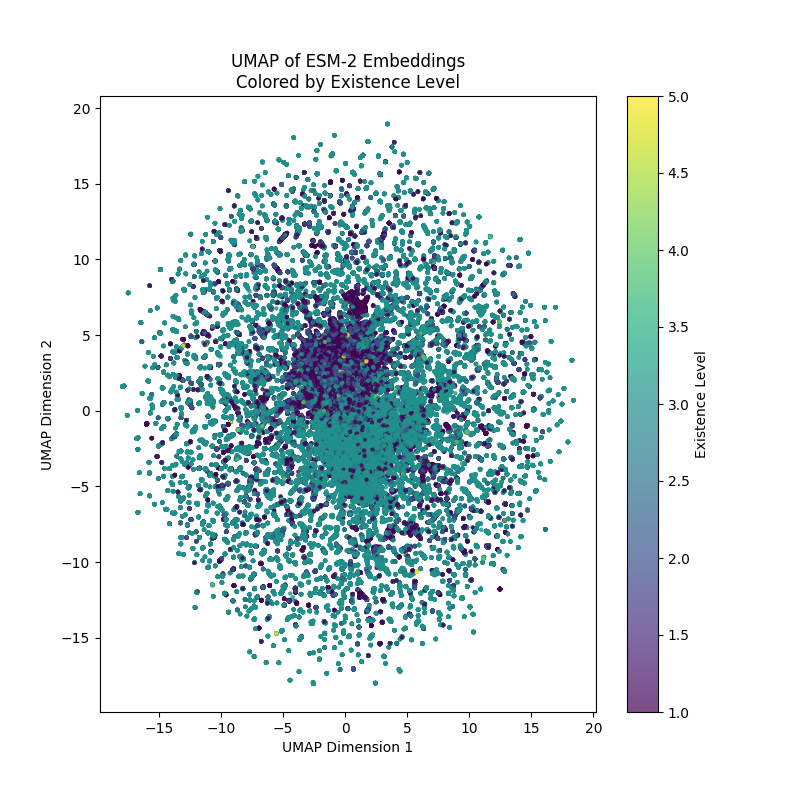 UMAP of ESM-2 Embeddings
Colored by Existence Level
20
15
10
5
0
−5
−10
−15
UMAP Dimension 2
−15 −10 −5 0 5 10 15 20
UMAP Dimension 1
5.0
4.5
4.0
3.5
3.0
2.5
2.0
1.5
1.0
Existence Level